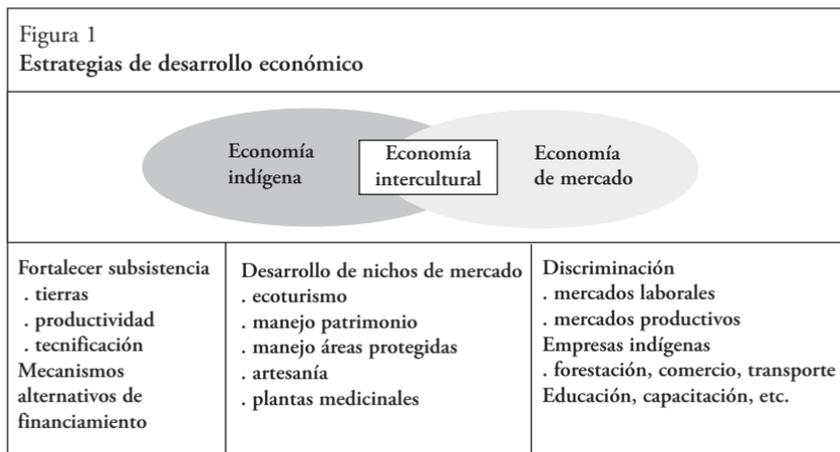 Figura 1
Estrategias de desarrollo económico
Economía
indígena
Economía
intercultural
Economía
de mercado
Fortalecer subsistencia
. tierras
. productividad
. tecnificación
Mecanismos
alternativos de
financiamiento
Desarrollo de nichos de mercado
. ecoturismo
. manejo patrimonio
. manejo áreas protegidas
. artesanía
. plantas medicinales
Discriminación
. mercados laborales
. mercados productivos
Empresas indígenas
. forestación, comercio, transporte
Educación, capacitación, etc.